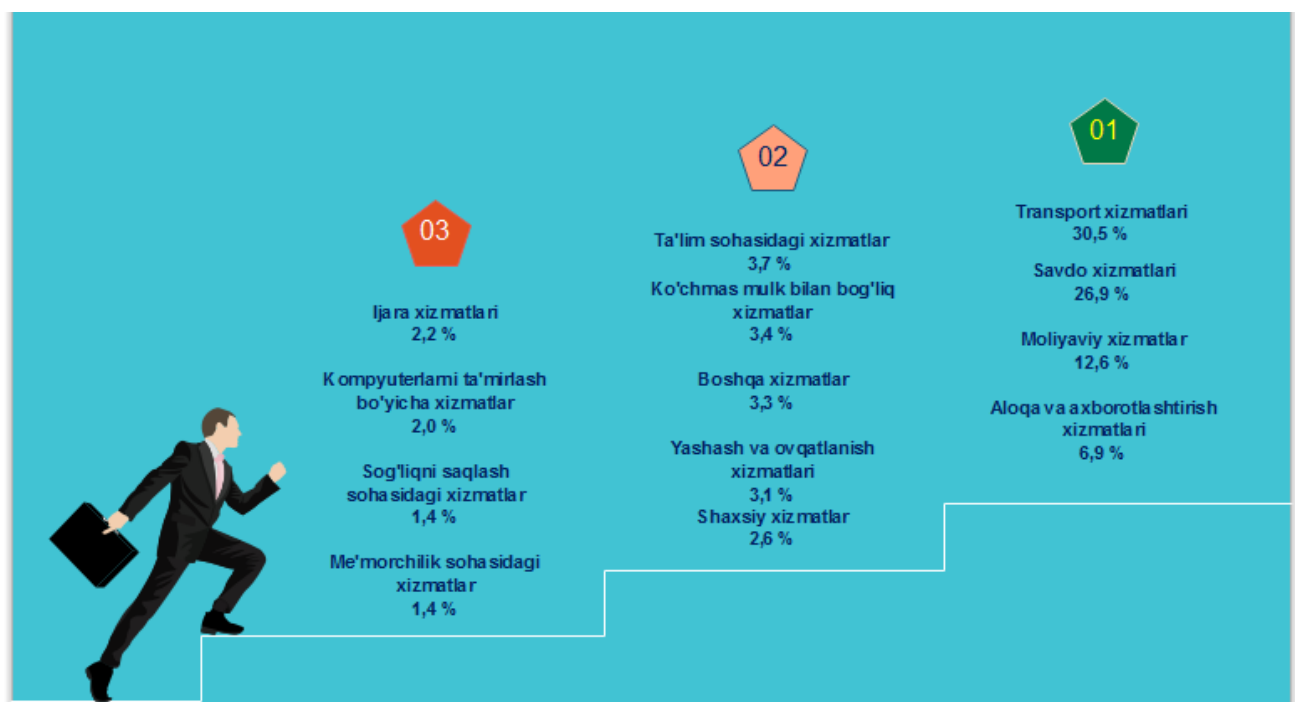 03
Ijara xizmatlari
2,2 %
Kompyuterlarni ta'mirlash
bo'yicha xizmatlar
2,0 %
Sog'liqni saqlash
sohasidagi xizmatlar
1,4 %
Me'morchilik sohasidagi
xizmatlar
1,4 %
02
Ta'lim sohasidagi xizmatlar
3,7 %
Ko'chmas mulk bilan bog'liq
xizmatlar
3,4 %
Boshqa xizmatlar
3,3 %
Yashash va ovqatlanish
xizmatlari
3,1 %
Shaxsiy xizmatlar
2,6 %
01
Transport xizmatlari
30,5 %
Savdo xizmatlari
26,9 %
Moliyaviy xizmatlar
12,6 %
Aloqa va axborotlashtirish
xizmatlari
6,9 %